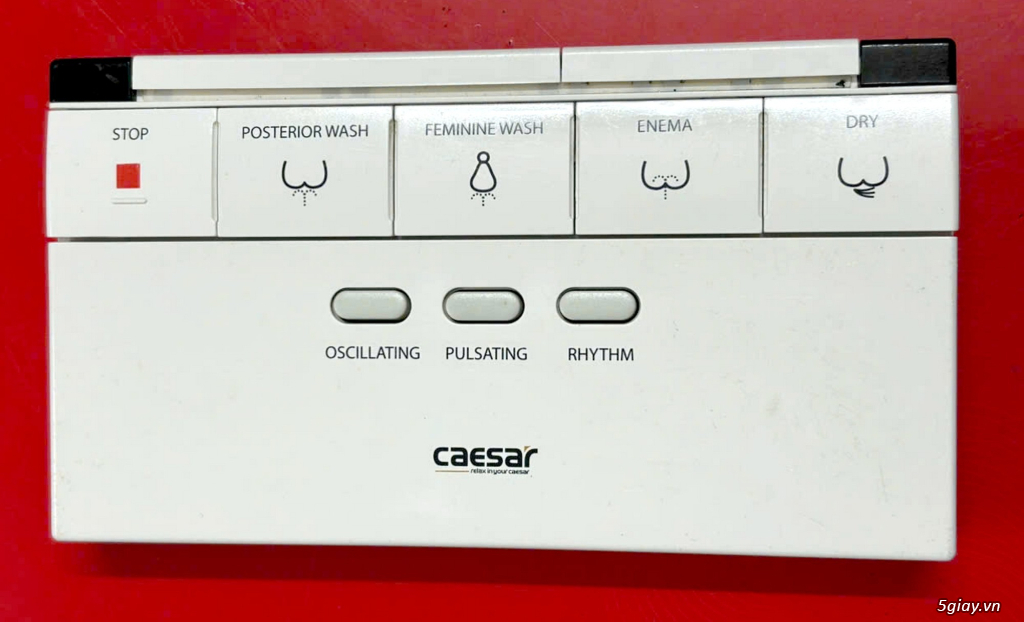 STOP
POSTERIOR WASH
FEMININE WASH
ENEMA
DRY
OSCILLATING
PULSATING
RHYTHM
caesar
relax in your caesar
5giay.vn